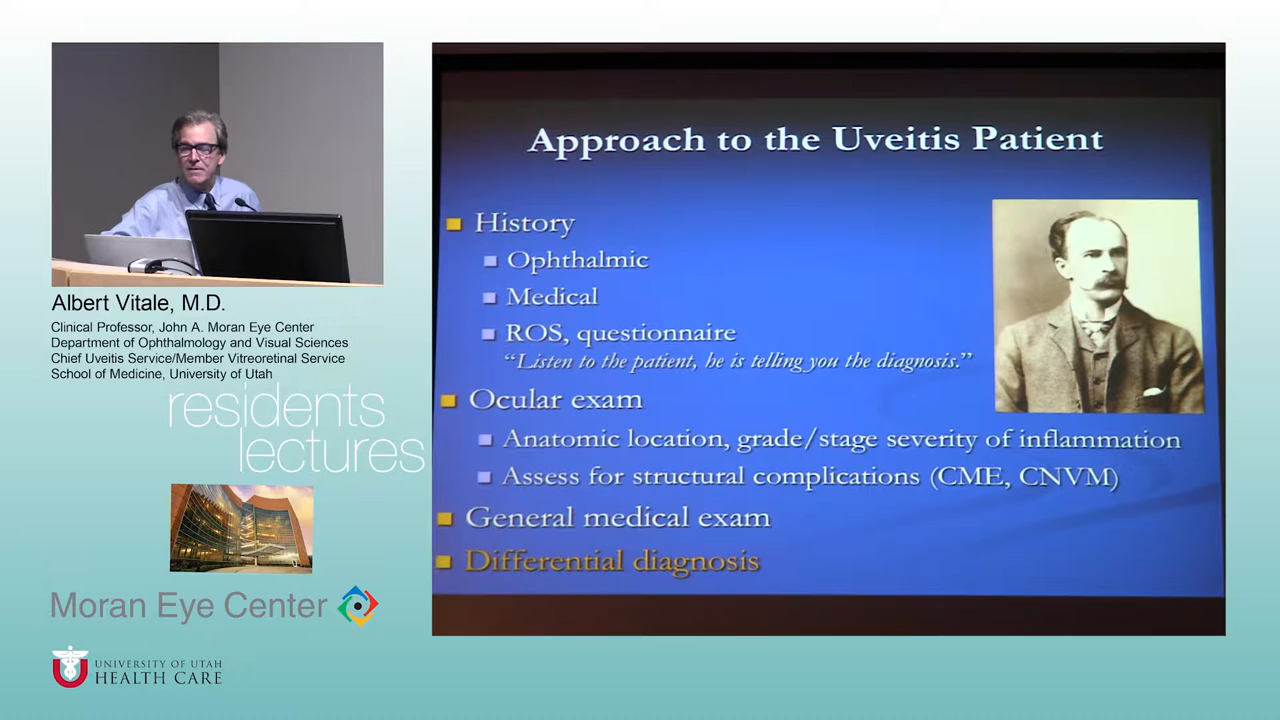 Albert Vitale, M.D.
Clinical Professor, John A. Moran Eye Center
Department of Ophthalmology and Visual Sciences
Chief Uveitis Service/Member Vitreoretinal Service
School of Medicine, University of Utah
residents
lectures
Moran Eye Center
UNIVERSITY OF UTAH
HEALTH CARE
Approach to the Uveitis Patient
History
Ophthalmic
Medical
ROS, questionnaire
“Listen to the patient, he is telling you the diagnosis.”
Ocular exam
Anatomic location, grade/stage severity of inflammation
Assess for structural complications (CME, CNVM)
General medical exam
Differential diagnosis